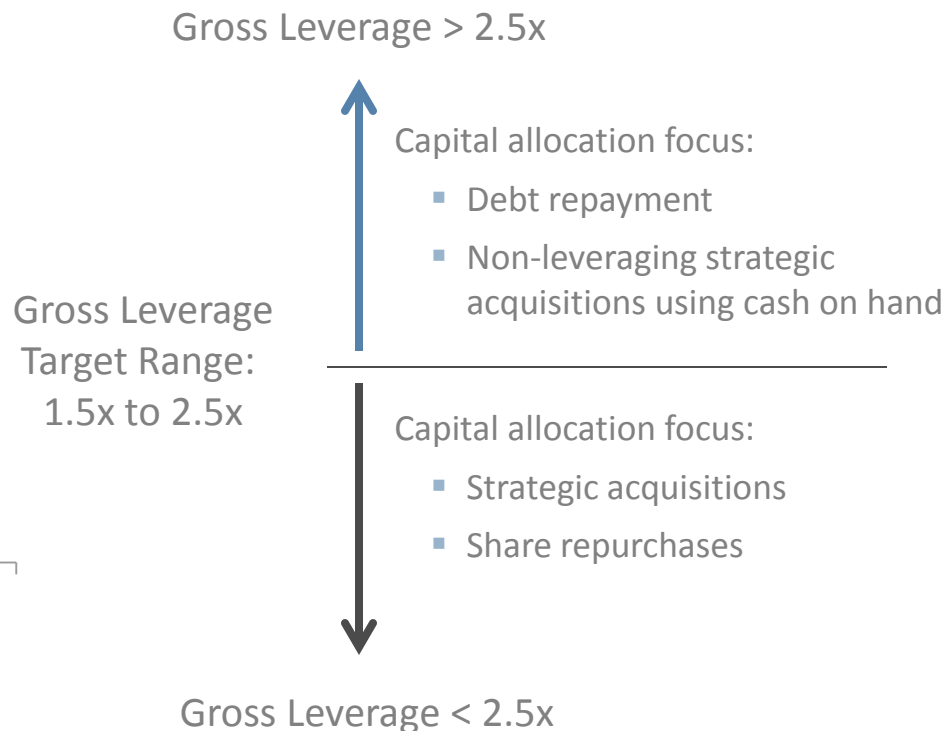 Gross Leverage > 2.5x
Capital allocation focus:
▪ Debt repayment
▪ Non-leveraging strategic
acquisitions using cash on hand
Gross Leverage
Target Range:
1.5x to 2.5x
Capital allocation focus:
▪ Strategic acquisitions
▪ Share repurchases
Gross Leverage < 2.5x